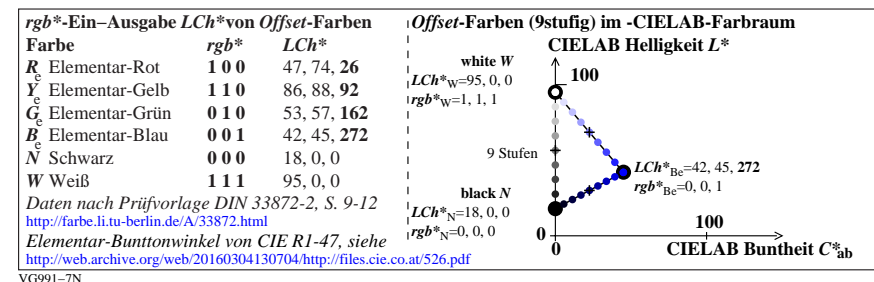 rgb*-Ein−Ausgabe LCh*von Offset-Farben
Farbe rgb* LCh*
Re Elementar-Rot 1 0 0 47, 74, 26
Ye Elementar-Gelb 1 1 0 86, 88, 92
Ge Elementar-Grün 0 1 0 53, 57, 162
Be Elementar-Blau 0 0 1 42, 45, 272
N Schwarz 0 0 0 18, 0, 0
W Weiß 1 1 1 95, 0, 0
Daten nach Prüfvorlage DIN 33872-2, S. 9-12
http://farbe.li.tu-berlin.de/A/33872.html
Elementar-Bunttonwinkel von CIE R1-47, siehe
http://web.archive.org/web/20160304130704/http://files.cie.co.at/526.pdf
Offset-Farben (9stufig) im -CIELAB-Farbraum
CIELAB Helligkeit L*
white W
LCh*W=95, 0, 0
rgb*W=1, 1, 1
100
9 Stufen
LCh*Be=42, 45, 272
rgb*Be=0, 0, 1
black N
LCh*N=18, 0, 0
rgb*N=0, 0, 0
0
100
0
CIELAB Buntheit C*ab
VG991−7N